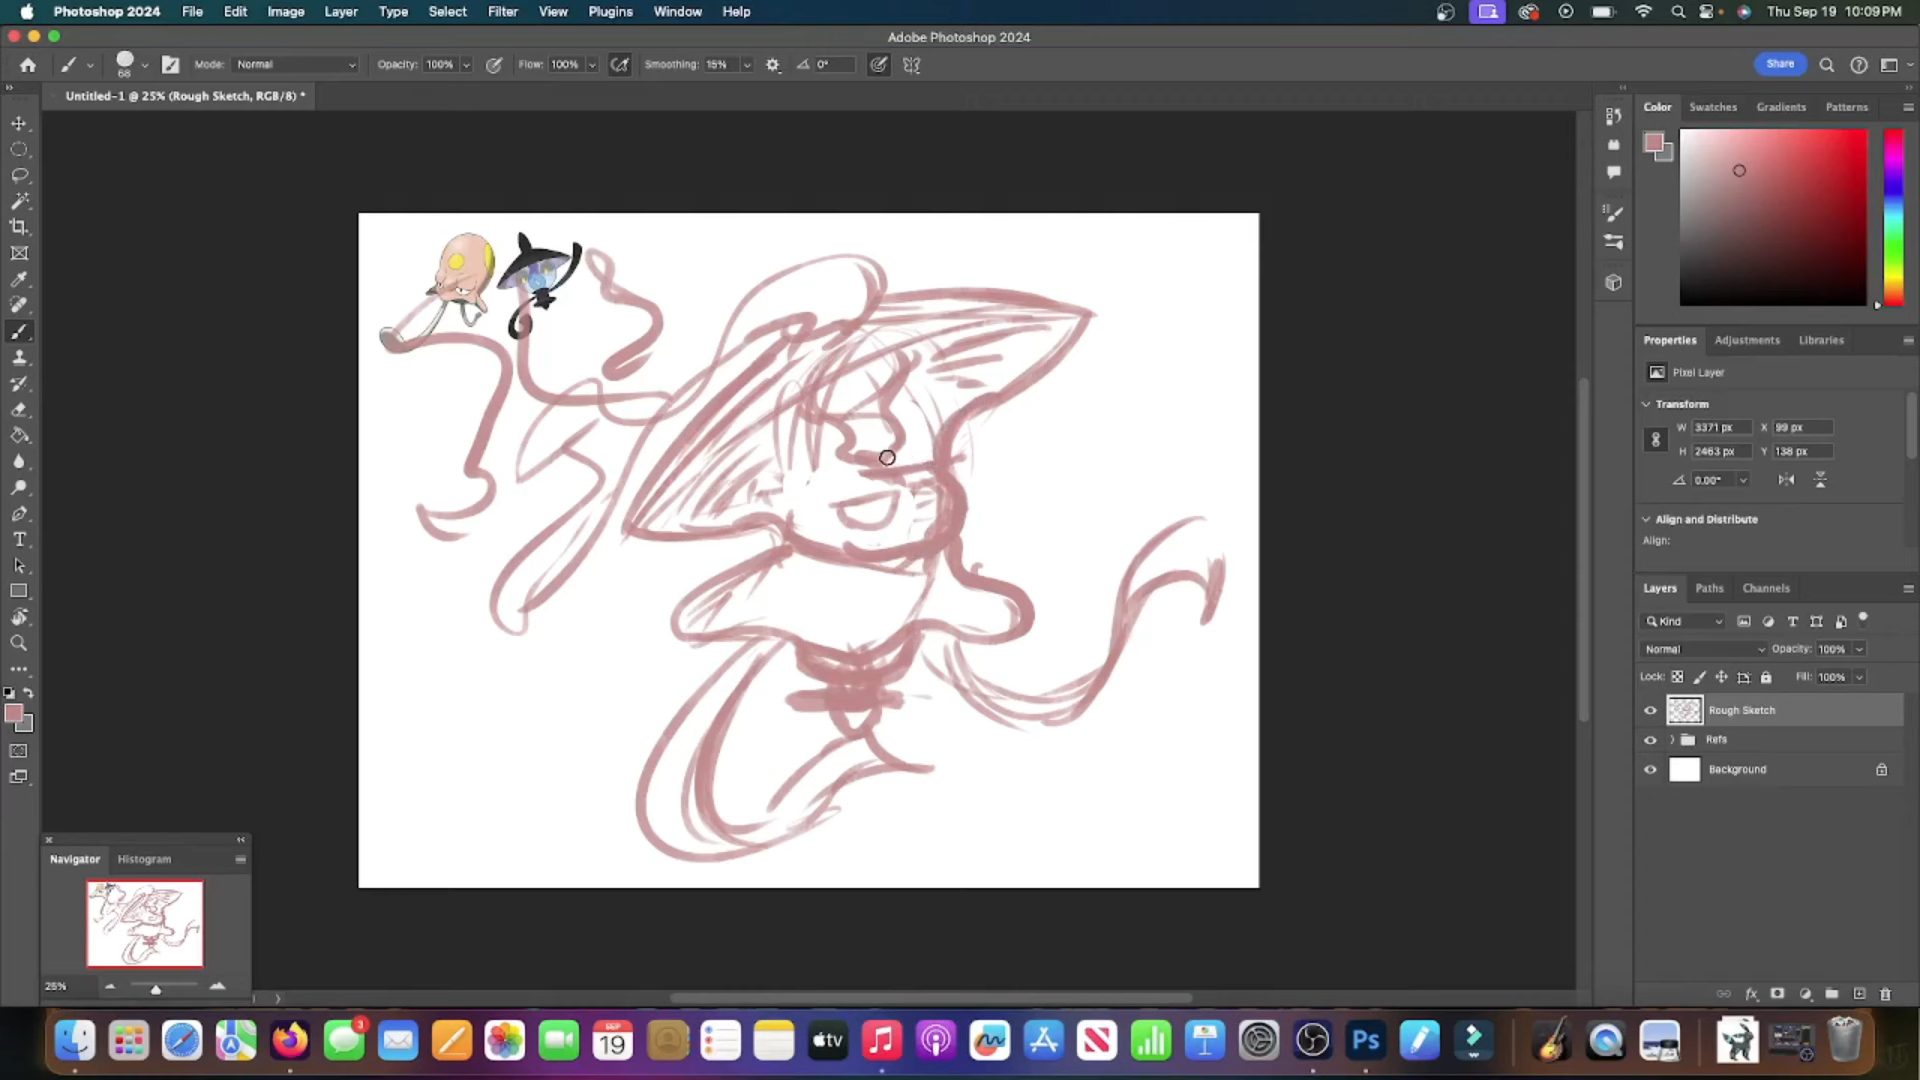 Photoshop 2024 File Edit Image Layer Type Select Filter View Plugins Window Help Thu Sep 19 10:09 PM
Adobe Photoshop 2024
68 Mode: Normal Opacity: 100% Flow: 100% Smoothing: 15% 0° Share
Untitled-1 @ 25% (Rough Sketch, RGB/8) *
Color Swatches Gradients Patterns
Properties Adjustments Libraries
Pixel Layer
Transform
W 3371 px X 99 px
H 2463 px Y 138 px
0.00°
Align and Distribute
Align:
Layers Paths Channels
Kind
Normal Opacity: 100%
Lock: Fill: 100%
Rough Sketch
Refs
Background
Navigator Histogram
25%
3
SEP
19
tv
Ps